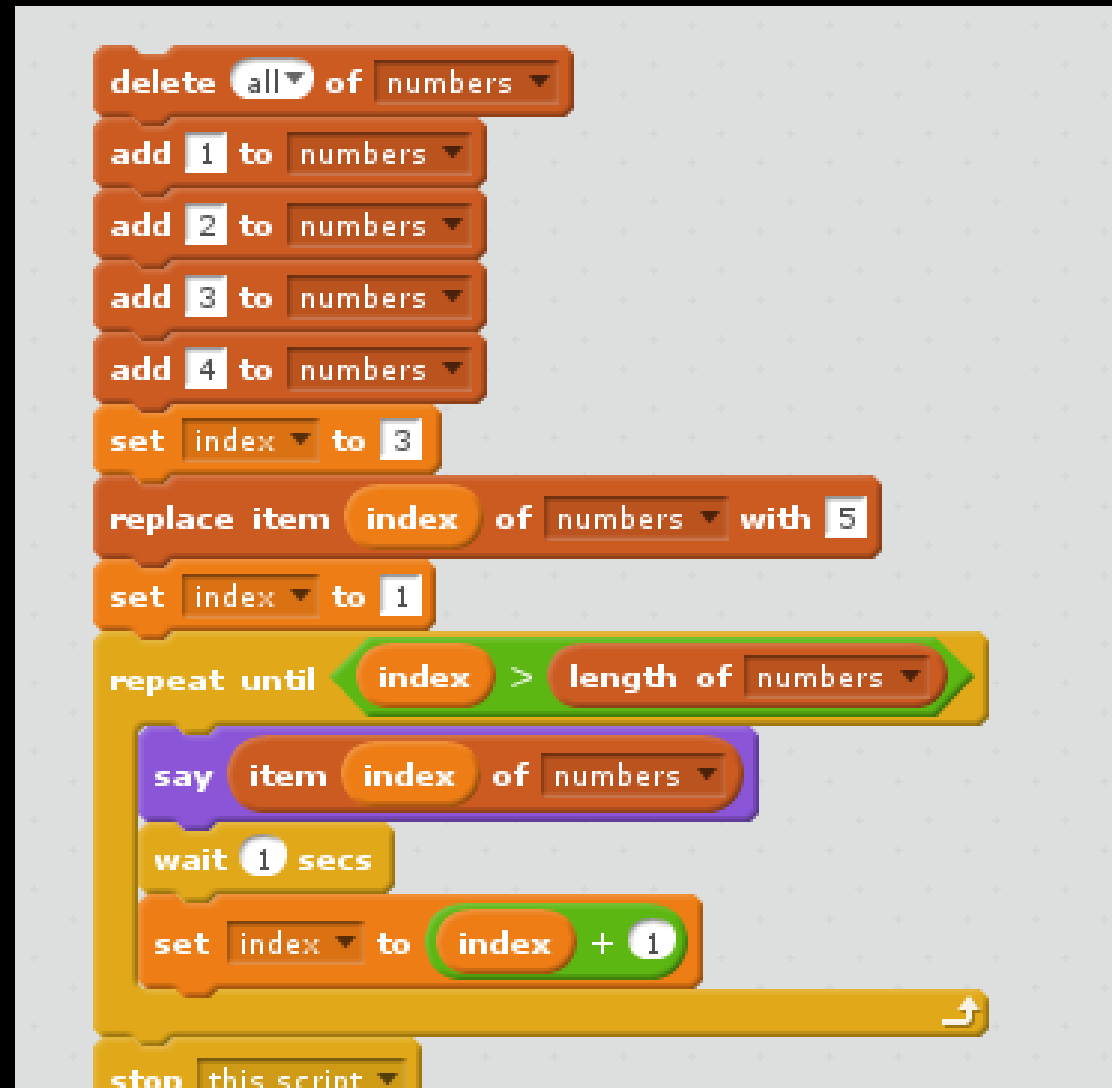 delete all of numbers
add 1 to numbers
add 2 to numbers
add 3 to numbers
add 4 to numbers
set index to 3
replace item index of numbers with 5
set index to 1
repeat until index > length of numbers
say item index of numbers
wait 1 secs
set index to index + 1
stop this script